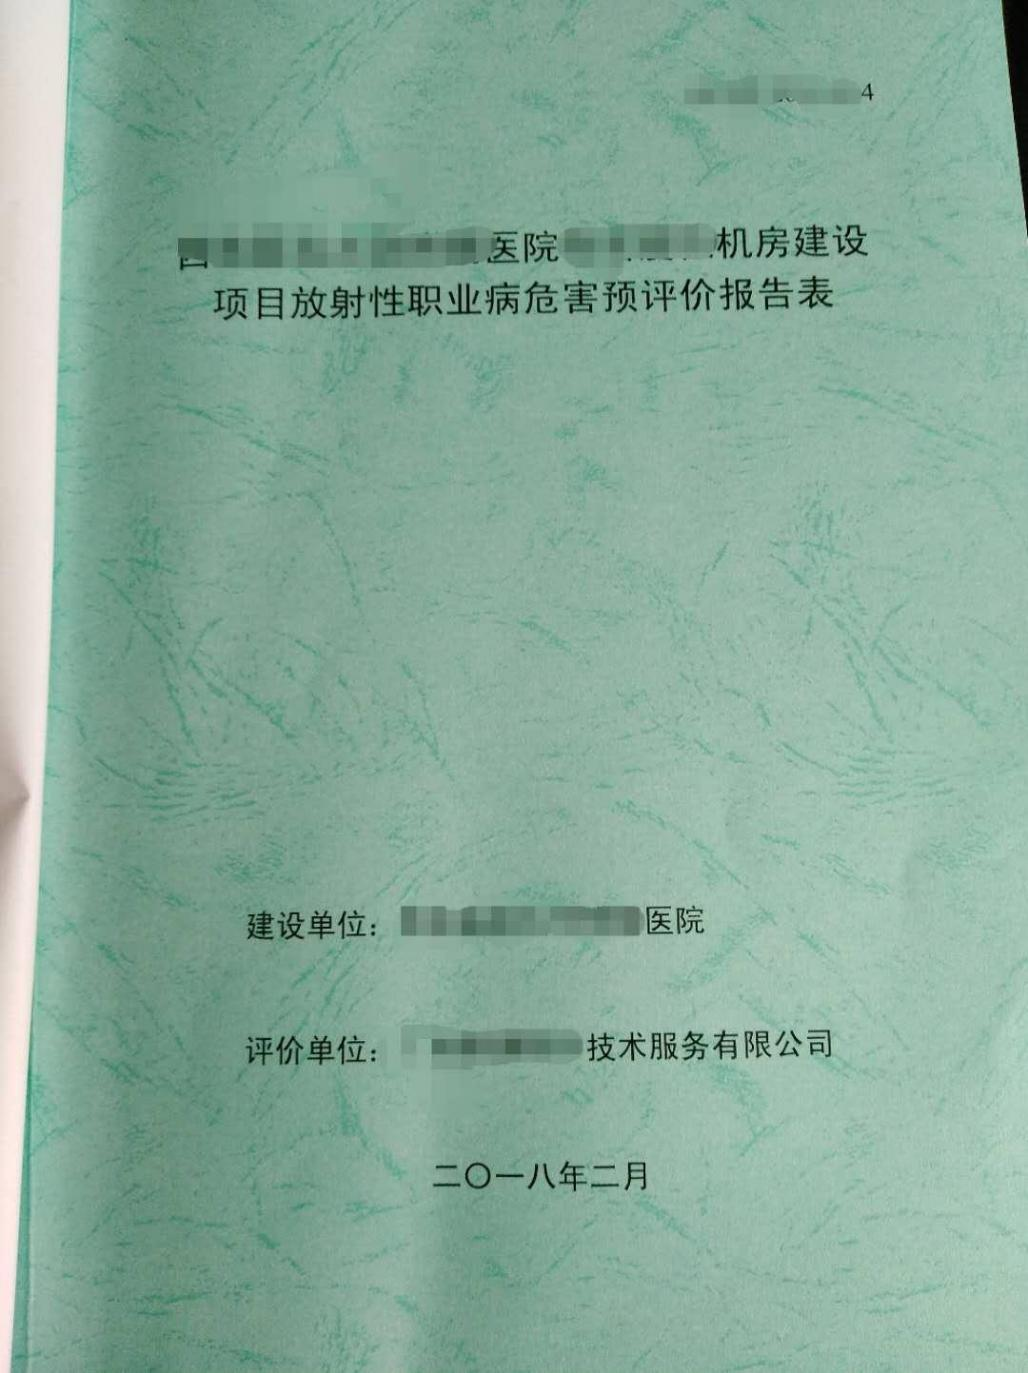 4
医院 机房建设
项目放射性职业病危害预评价报告表
建设单位： 医院
评价单位： 技术服务有限公司
二〇一八年二月